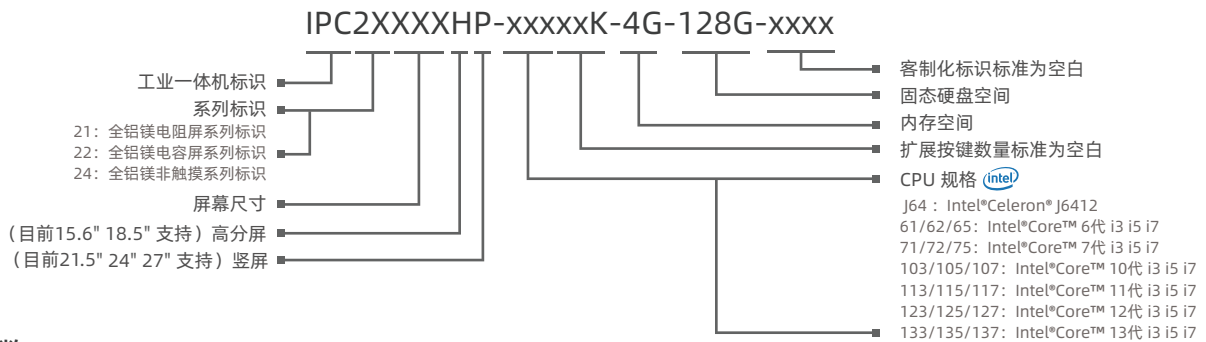 IPC2XXXXHP-xxxxxK-4G-128G-xxxx
工业一体机标识
系列标识
21：全铝镁电阻屏系列标识
22：全铝镁电容屏系列标识
24：全铝镁非触摸系列标识
屏幕尺寸
（目前15.6" 18.5" 支持）高分屏
（目前21.5" 24" 27" 支持）竖屏
客制化标识标准为空白
固态硬盘空间
内存空间
扩展按键数量标准为空白
CPU 规格 intel
J64 ：Intel®Celeron® J6412
61/62/65：Intel®Core™ 6代 i3 i5 i7
71/72/75：Intel®Core™ 7代 i3 i5 i7
103/105/107：Intel®Core™ 10代 i3 i5 i7
113/115/117：Intel®Core™ 11代 i3 i5 i7
123/125/127：Intel®Core™ 12代 i3 i5 i7
133/135/137：Intel®Core™ 13代 i3 i5 i7